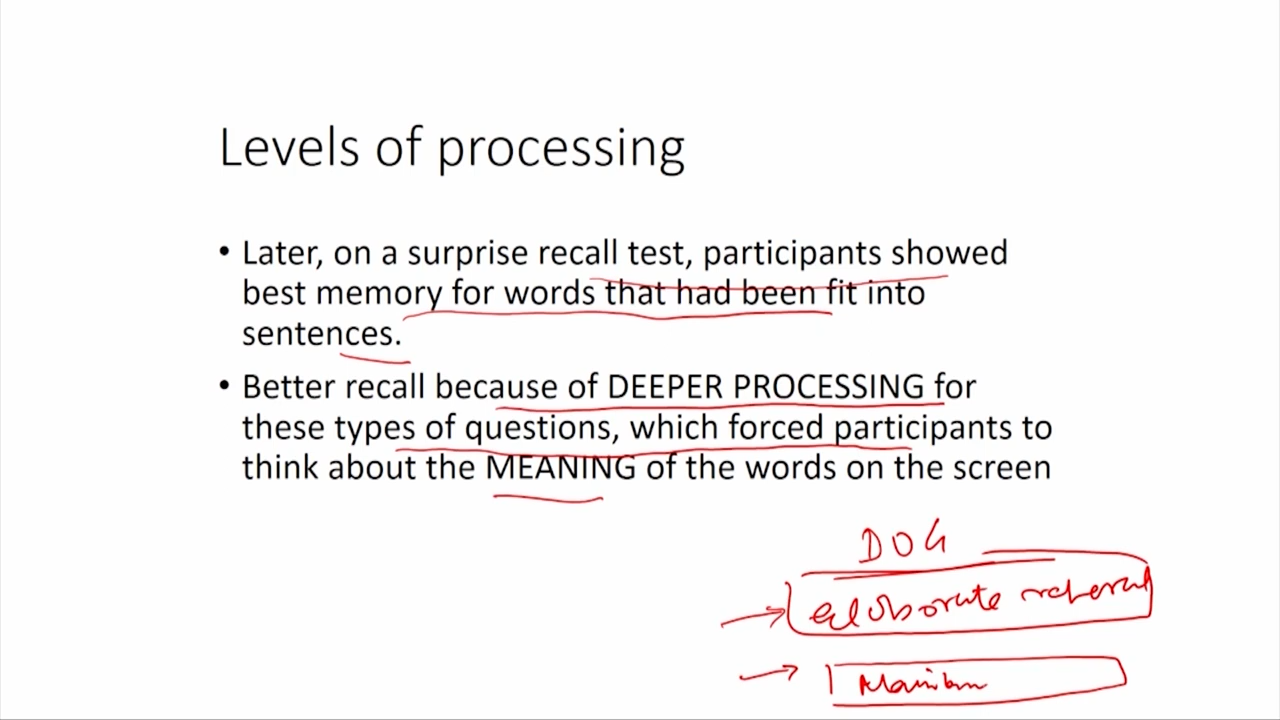 Levels of processing
• Later, on a surprise recall test, participants showed
best memory for words that had been fit into
sentences.
• Better recall because of DEEPER PROCESSING for
these types of questions, which forced participants to
think about the MEANING of the words on the screen
DOG
elaborate